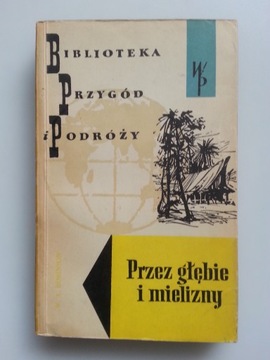 BIBLIOTEKA
PRZYGÓD
i PODRÓŻY
WP
Przez głębie
i mielizny